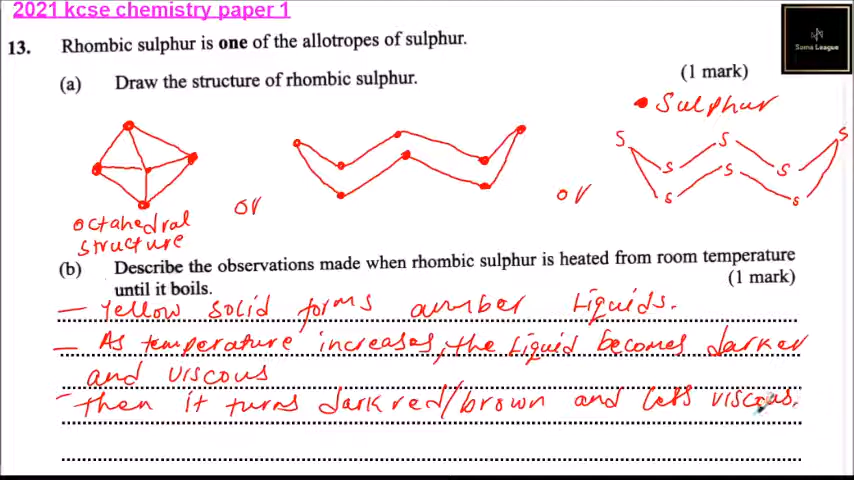 2021 kcse chemistry paper 1
Soma League
13. Rhombic sulphur is one of the allotropes of sulphur.
(a) Draw the structure of rhombic sulphur. (1 mark)
• Sulphur
S S S S S S S S
octahedral
structure
or
or
(b) Describe the observations made when rhombic sulphur is heated from room temperature
until it boils. (1 mark)
— Yellow solid forms amber liquids.
— As temperature increases, the liquid becomes darker
and viscous
- then it turns dark red/brown and less viscous.